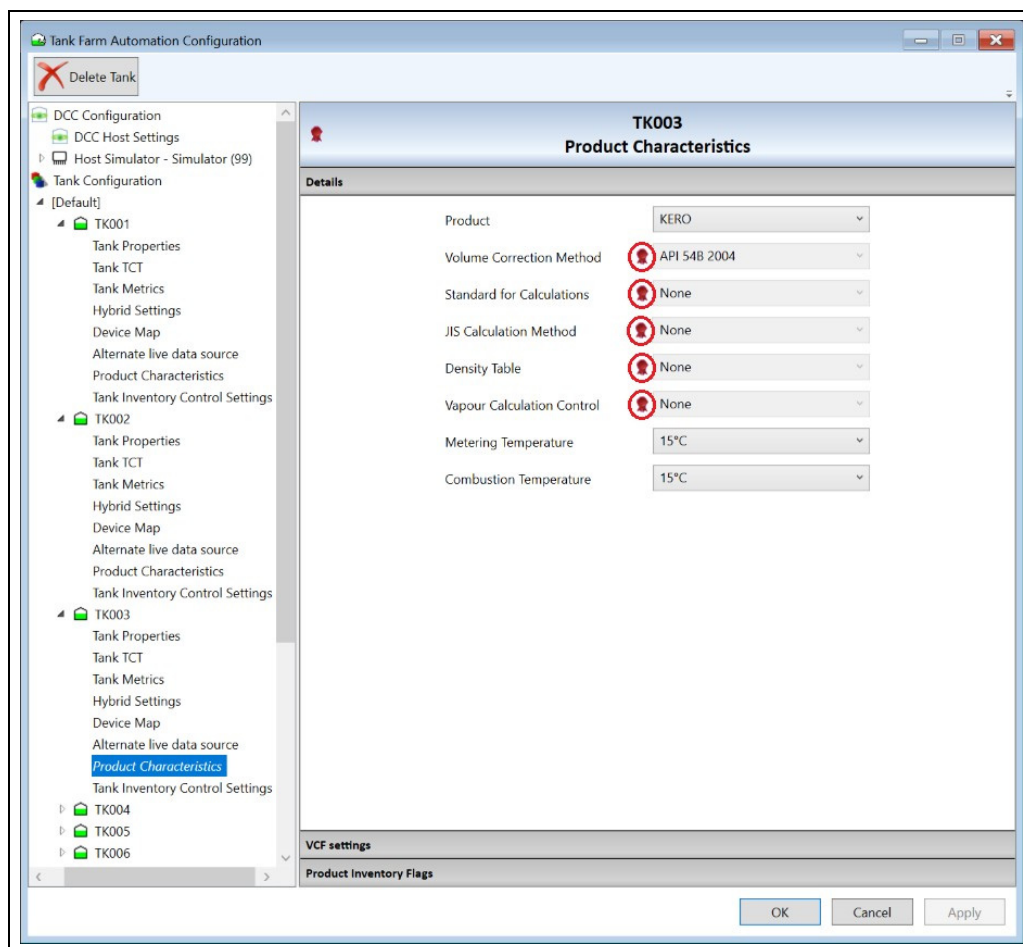 Tank Farm Automation Configuration
Delete Tank
DCC Configuration
DCC Host Settings
Host Simulator - Simulator (99)
Tank Configuration
[Default]
TK001
Tank Properties
Tank TCT
Tank Metrics
Hybrid Settings
Device Map
Alternate live data source
Product Characteristics
Tank Inventory Control Settings
TK002
Tank Properties
Tank TCT
Tank Metrics
Hybrid Settings
Device Map
Alternate live data source
Product Characteristics
Tank Inventory Control Settings
TK003
Tank Properties
Tank TCT
Tank Metrics
Hybrid Settings
Device Map
Alternate live data source
Product Characteristics
Tank Inventory Control Settings
TK004
TK005
TK006
TK003
Product Characteristics
Details
Product KERO
Volume Correction Method API 54B 2004
Standard for Calculations None
JIS Calculation Method None
Density Table None
Vapour Calculation Control None
Metering Temperature 15°C
Combustion Temperature 15°C
VCF settings
Product Inventory Flags
OK Cancel Apply